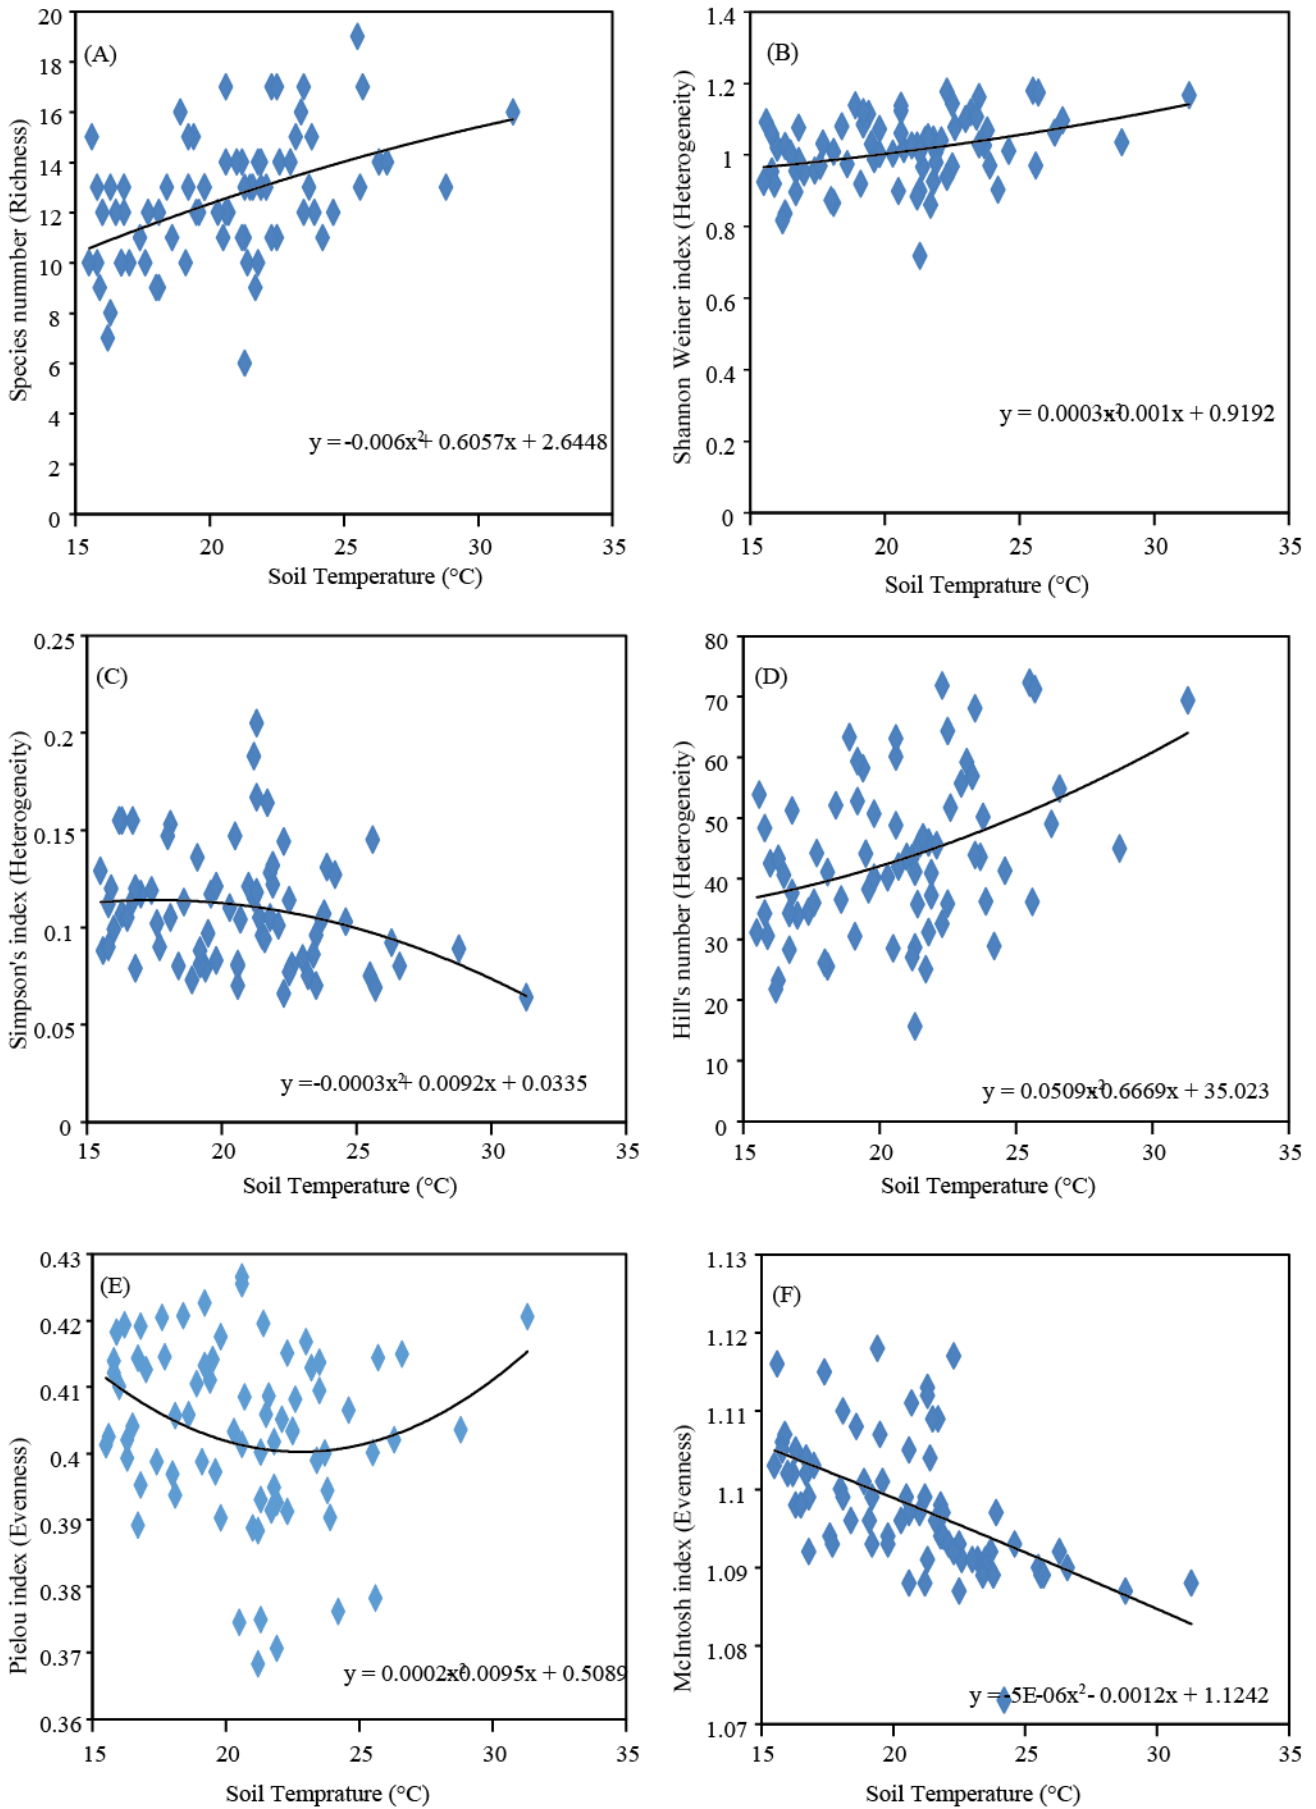 (A)
Species nummber (Richness)
20
18
16
14
12
10
8
6
4
2
0
y = -0.006x²+ 0.6057x + 2.6448
15 20 25 30 35
Soil Temperature (°C)
(B)
Shannon Weiner index (Heterogeneity)
1.4
1.2
1
0.8
0.6
0.4
0.2
0
y = 0.0003x²-0.001x + 0.9192
15 20 25 30 35
Soil Temprature (°C)
(C)
Simpson's index (Heterogeneity)
0.25
0.2
0.15
0.1
0.05
0
y =-0.0003x²+ 0.0092x + 0.0335
15 20 25 30 35
Soil Temperature (°C)
(D)
Hill's number (Heterogeneity)
80
70
60
50
40
30
20
10
0
y = 0.0509x²-0.6669x + 35.023
15 20 25 30 35
Soil Temprature (°C)
(E)
Pielou index (Evenness)
0.43
0.42
0.41
0.4
0.39
0.38
0.37
0.36
y = 0.0002x²-0.0095x + 0.5089
15 20 25 30 35
Soil Temprature (°C)
(F)
McIntosh index (Evenness)
1.13
1.12
1.11
1.1
1.09
1.08
1.07
y =-5E-06x²- 0.0012x + 1.1242
15 20 25 30 35
Soil Temperature (°C)